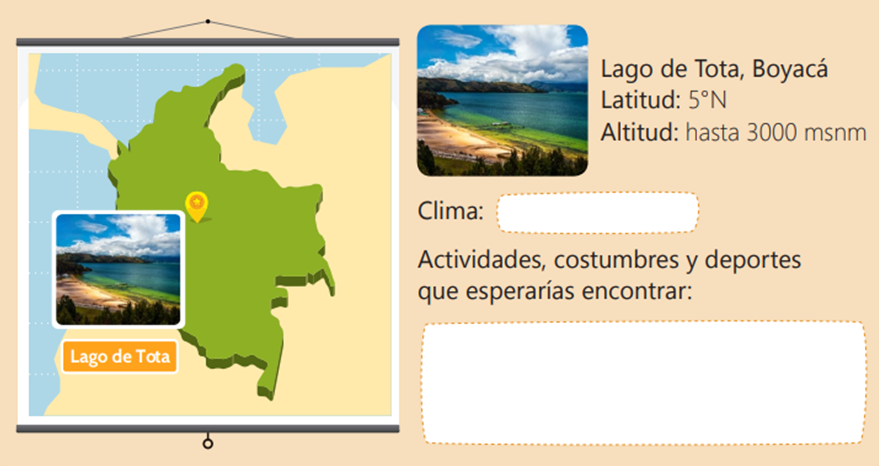 Lago de Tota
Lago de Tota, Boyacá
Latitud: 5°N
Altitud: hasta 3000 msnm
Clima:
Actividades, costumbres y deportes
que esperarías encontrar: